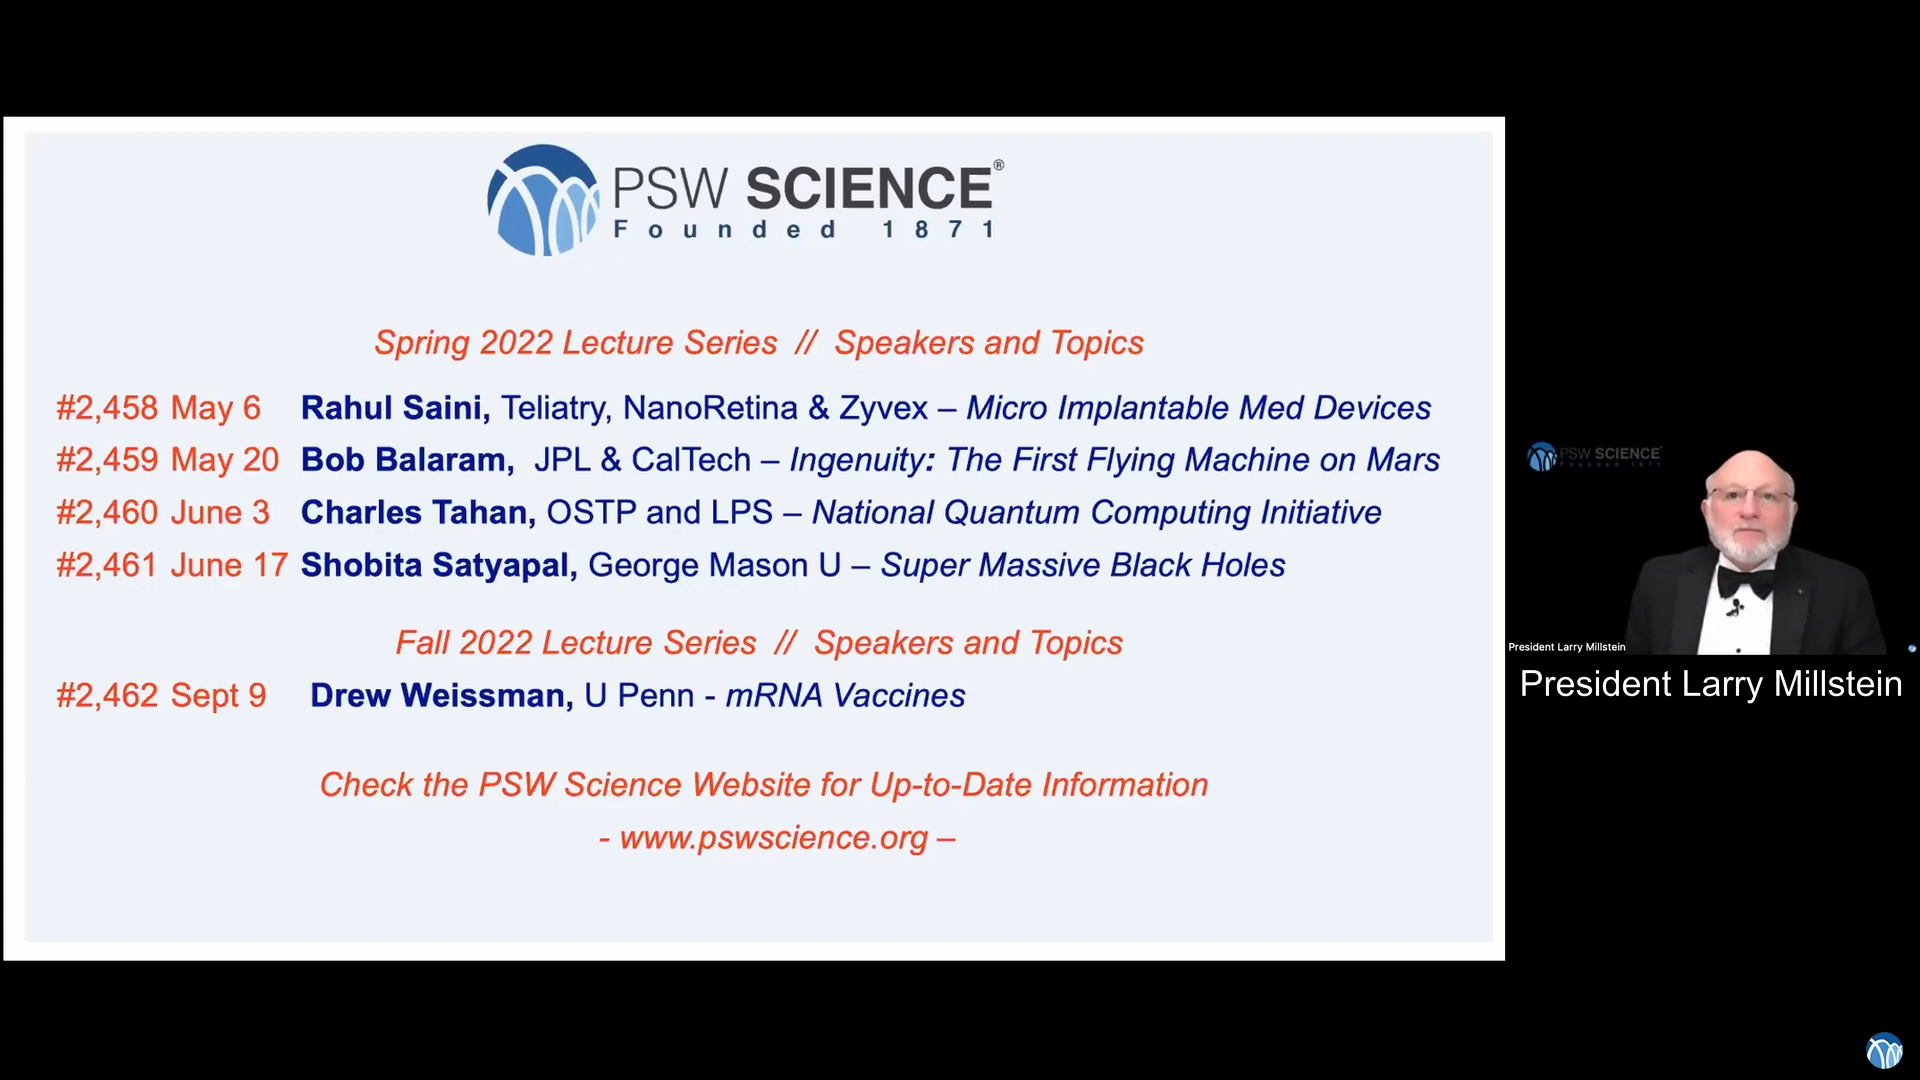 PSW SCIENCE®
Founded 1871
Spring 2022 Lecture Series // Speakers and Topics
#2,458 May 6 Rahul Saini, Teliatry, NanoRetina & Zyvex – Micro Implantable Med Devices
#2,459 May 20 Bob Balaram, JPL & CalTech – Ingenuity: The First Flying Machine on Mars
#2,460 June 3 Charles Tahan, OSTP and LPS – National Quantum Computing Initiative
#2,461 June 17 Shobita Satyapal, George Mason U – Super Massive Black Holes
Fall 2022 Lecture Series // Speakers and Topics
#2,462 Sept 9 Drew Weissman, U Penn - mRNA Vaccines
Check the PSW Science Website for Up-to-Date Information
- www.pswscience.org –
PSW SCIENCE
Founded 1871
President Larry Millstein
President Larry Millstein